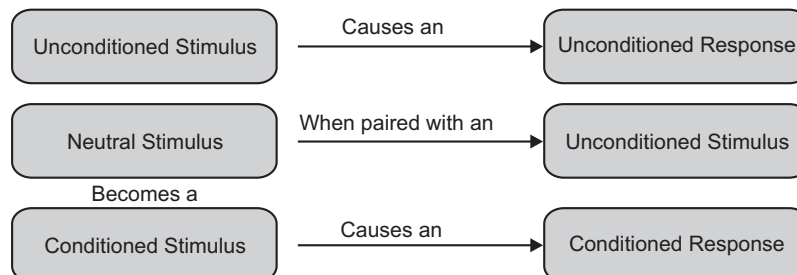 Unconditioned Stimulus
Causes an
Unconditioned Response
Neutral Stimulus
When paired with an
Unconditioned Stimulus
Becomes a
Conditioned Stimulus
Causes an
Conditioned Response